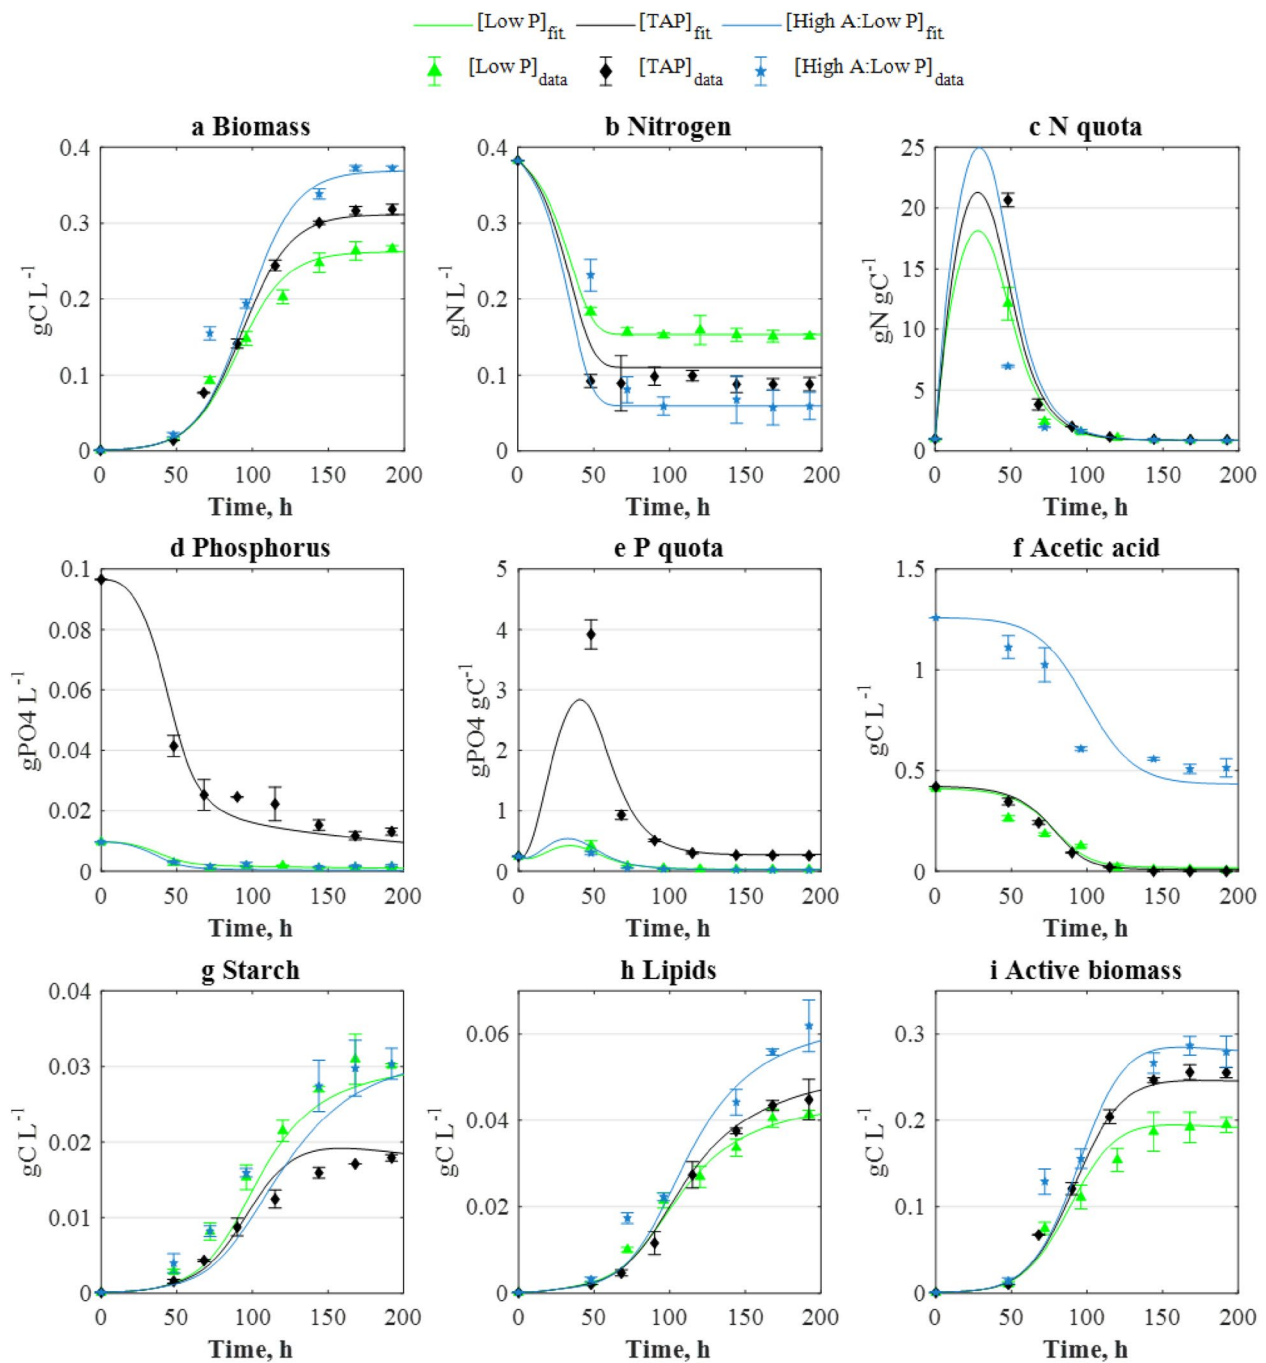 [Low P]fit [TAP]fit [High A:Low P]fit
[Low P]data [TAP]data [High A:Low P]data
a Biomass b Nitrogen c N quota
0.4 0.3 0.2 0.1 0
gC L-1
0 50 100 150 200
Time, h
0.4 0.3 0.2 0.1 0
gN L-1
0 50 100 150 200
Time, h
25 20 15 10 5 0
gN gC-1
0 50 100 150 200
Time, h
d Phosphorus e P quota f Acetic acid
0.1 0.08 0.06 0.04 0.02 0
gPO4 L-1
0 50 100 150 200
Time, h
5 4 3 2 1 0
gPO4 gC-1
0 50 100 150 200
Time, h
1.5 1 0.5 0
gC L-1
0 50 100 150 200
Time, h
g Starch h Lipids i Active biomass
0.04 0.03 0.02 0.01 0
gC L-1
0 50 100 150 200
Time, h
0.06 0.04 0.02 0
gC L-1
0 50 100 150 200
Time, h
0.3 0.2 0.1 0
gC L-1
0 50 100 150 200
Time, h